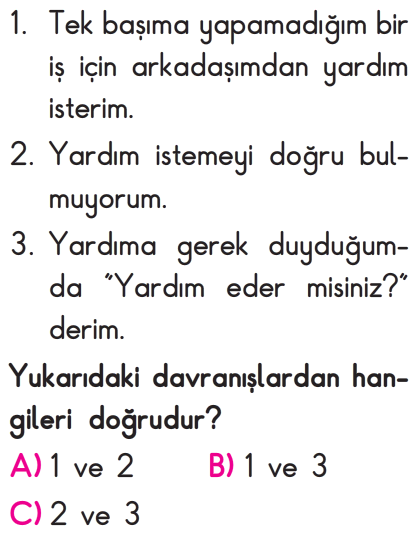 1. Tek başıma yapamadığım bir
iş için arkadaşımdan yardım
isterim.
2. Yardım istemeyi doğru bul-
muyorum.
3. Yardıma gerek duyduğum-
da "Yardım eder misiniz?"
derim.
Yukarıdaki davranışlardan han-
gileri doğrudur?
A) 1 ve 2 B) 1 ve 3
C) 2 ve 3